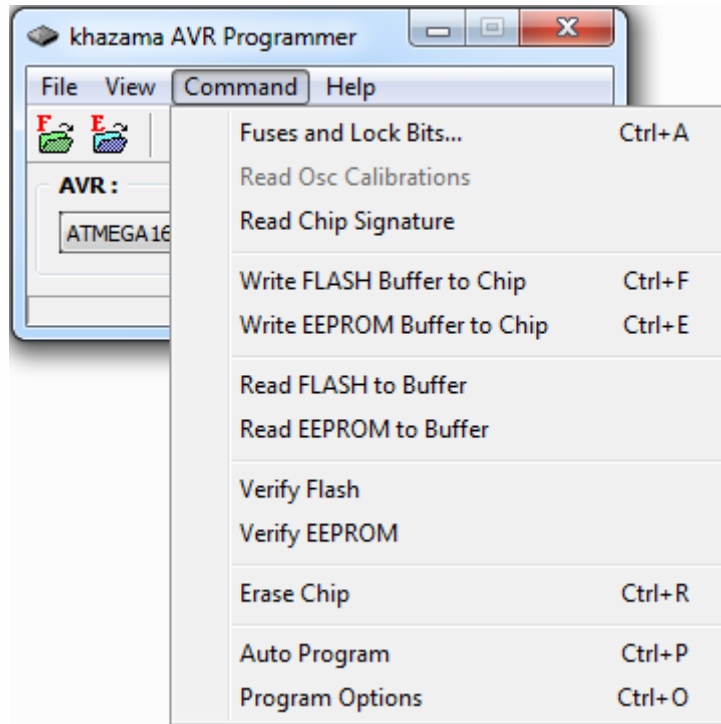 khazama AVR Programmer
File View Command Help
F E
AVR :
ATMEGA16
Fuses and Lock Bits... Ctrl+A
Read Osc Calibrations
Read Chip Signature
Write FLASH Buffer to Chip Ctrl+F
Write EEPROM Buffer to Chip Ctrl+E
Read FLASH to Buffer
Read EEPROM to Buffer
Verify Flash
Verify EEPROM
Erase Chip Ctrl+R
Auto Program Ctrl+P
Program Options Ctrl+O